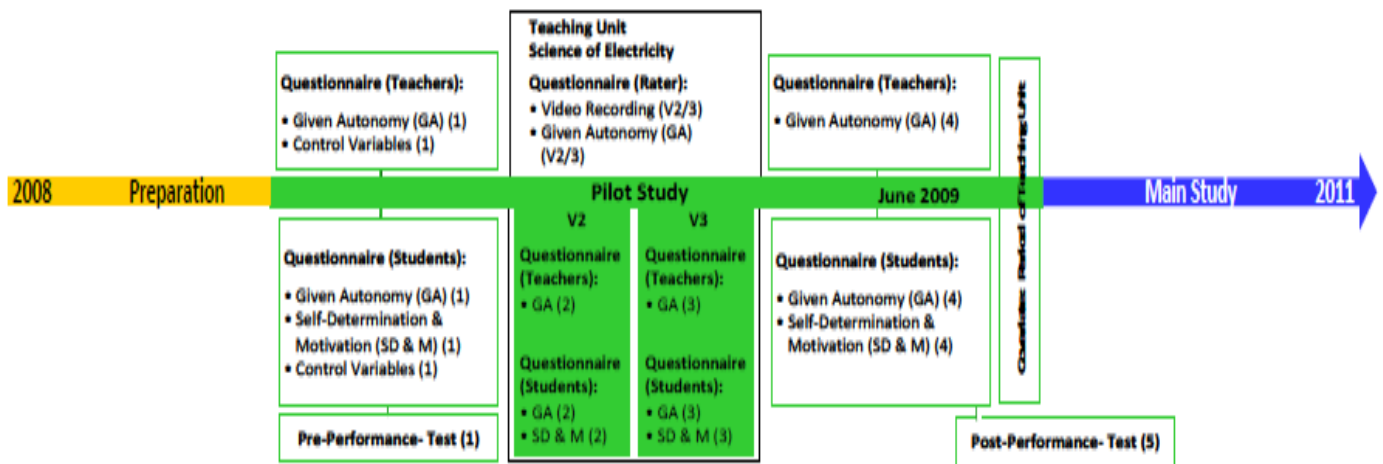 Teaching Unit
Science of Electricity
Questionnaire (Rater):
• Video Recording (V2/3)
• Given Autonomy (GA)
(V2/3)
Questionnaire (Teachers):
• Given Autonomy (GA) (1)
• Control Variables (1)
Questionnaire (Teachers):
• Given Autonomy (GA) (4)
2008
Preparation
Pilot Study
June 2009
Main Study
2011
Questionnaire (Students):
• Given Autonomy (GA) (1)
• Self-Determination &
Motivation (SD & M) (1)
• Control Variables (1)
Pre-Performance- Test (1)
V2
Questionnaire
(Teachers):
• GA (2)
Questionnaire
(Students):
• GA (2)
• SD & M (2)
V3
Questionnaire
(Teachers):
• GA (3)
Questionnaire
(Students):
• GA (3)
• SD & M (3)
Questionnaire (Students):
• Given Autonomy (GA) (4)
• Self-Determination &
Motivation (SD & M) (4)
Period of Teaching Unit
Post-Performance- Test (5)